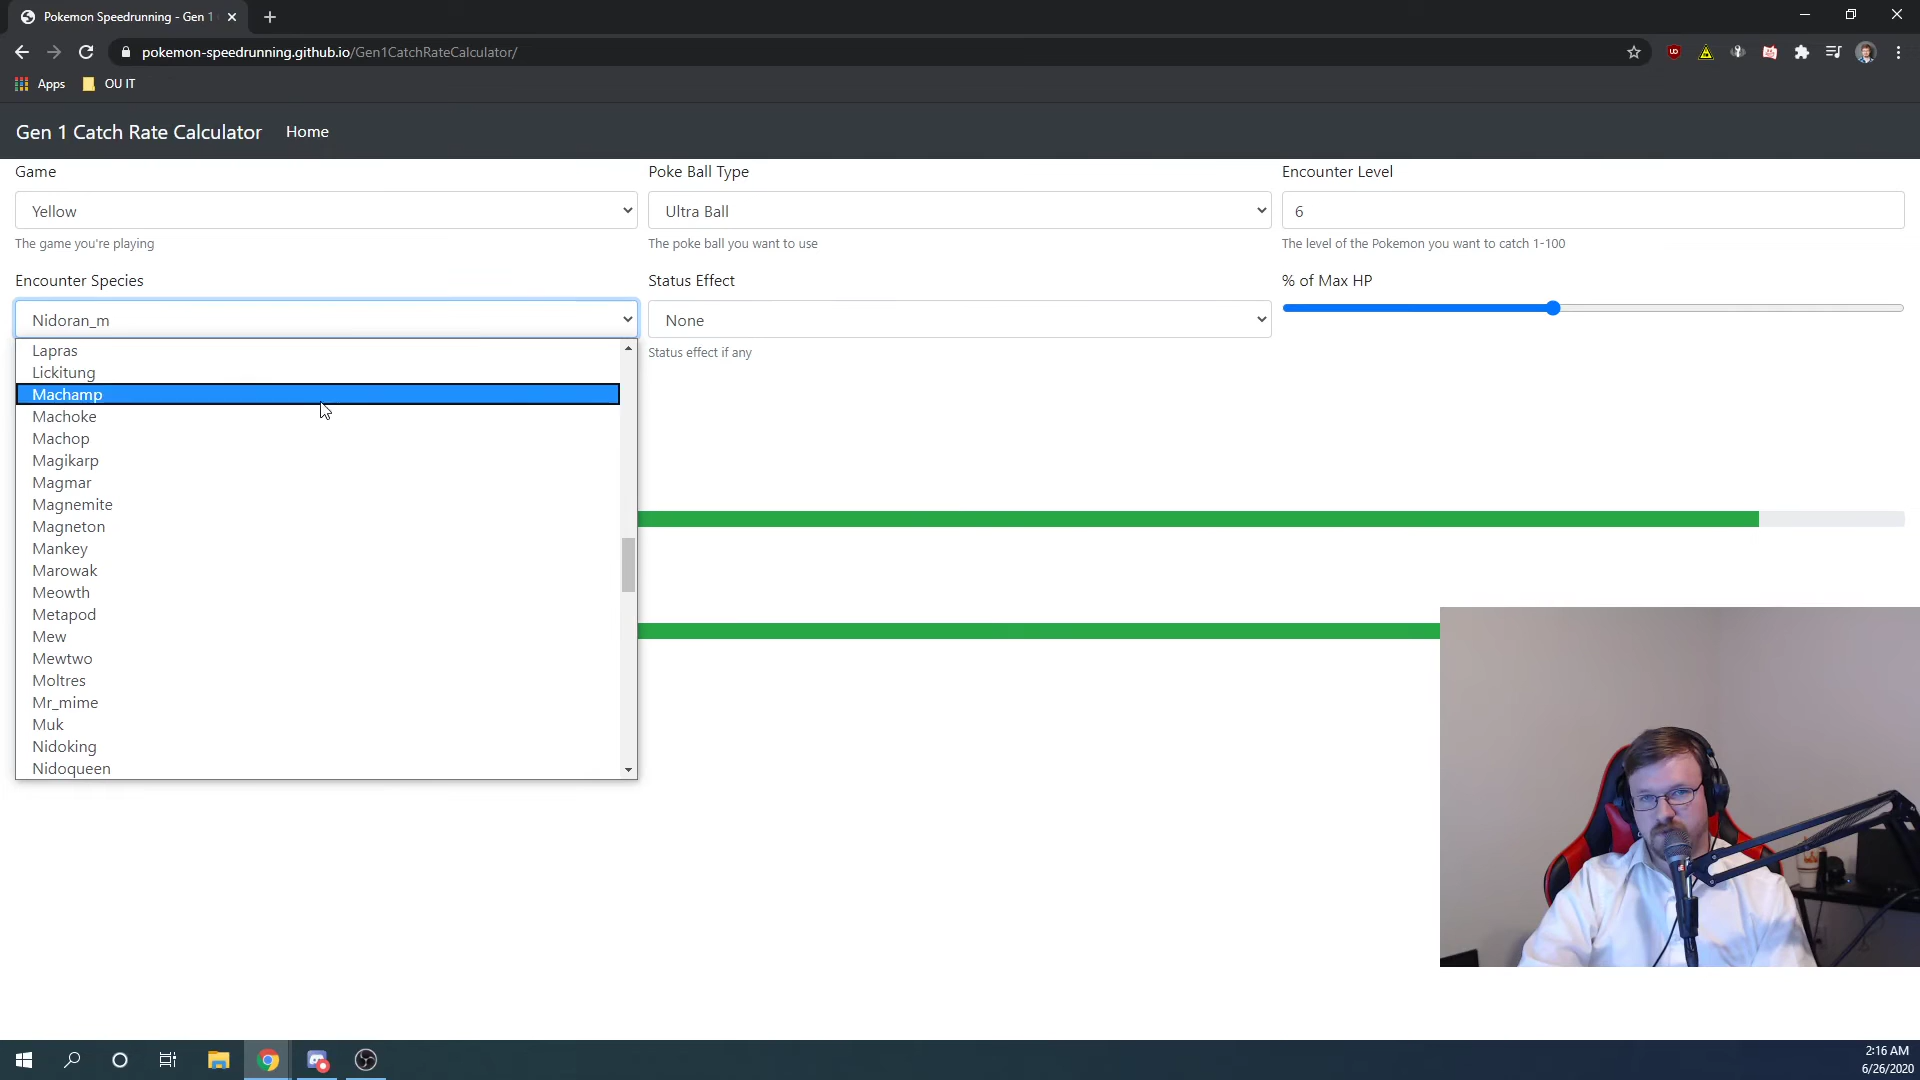 Pokemon Speedrunning - Gen 1
pokemon-speedrunning.github.io/Gen1CatchRateCalculator/
Apps OU IT
Gen 1 Catch Rate Calculator Home
Game Poke Ball Type Encounter Level
Yellow Ultra Ball 6
The game you're playing The poke ball you want to use The level of the Pokemon you want to catch 1-100
Encounter Species Status Effect % of Max HP
Nidoran_m None
Status effect if any
Lapras
Lickitung
Machamp
Machoke
Machop
Magikarp
Magmar
Magnemite
Magneton
Mankey
Marowak
Meowth
Metapod
Mew
Mewtwo
Moltres
Mr_mime
Muk
Nidoking
Nidoqueen
2:16 AM
6/26/2020